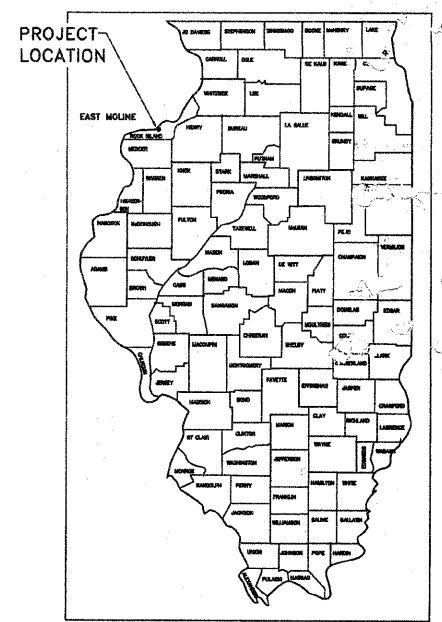 PROJECT
LOCATION
JO DAVIESS STEPHENSON WINNEBAGO BOONE McHENRY LAKE
CARROLL OGLE DE KALB KANE
DUPAGE
WHITESIDE LEE
KENDALL WILL
EAST MOLINE
ROCK ISLAND HENRY BUREAU LA SALLE
GRUNDY
MERCER
PUTNAM
KNOX STARK MARSHALL LIVINGSTON KANKAKEE
WARREN
PEORIA WOODFORD
HANCOCK McDONOUGH FULTON TAZEWELL McLEAN FORD
VERMILION
MASON CHAMPAIGN
SCHUYLER LOGAN DE WITT
ADAMS
CASS MENARD MACON PIATT
BROWN
MORGAN SANGAMON DOUGLAS EDGAR
PIKE SCOTT MOULTRIE
CHRISTIAN
GREENE MACOUPIN SHELBY CLARK
CALHOUN MONTGOMERY
JERSEY FAYETTE EFFINGHAM JASPER
CRAWFORD
MADISON BOND
CLAY
MARION RICHLAND LAWRENCE
ST CLAIR CLINTON
WAYNE WABASH
EDWARDS
WASHINGTON JEFFERSON
MONROE
RANDOLPH PERRY HAMILTON WHITE
FRANKLIN
JACKSON
WILLIAMSON SALINE GALLATIN
UNION JOHNSON POPE HARDIN
ALEXANDER PULASKI MASSAC